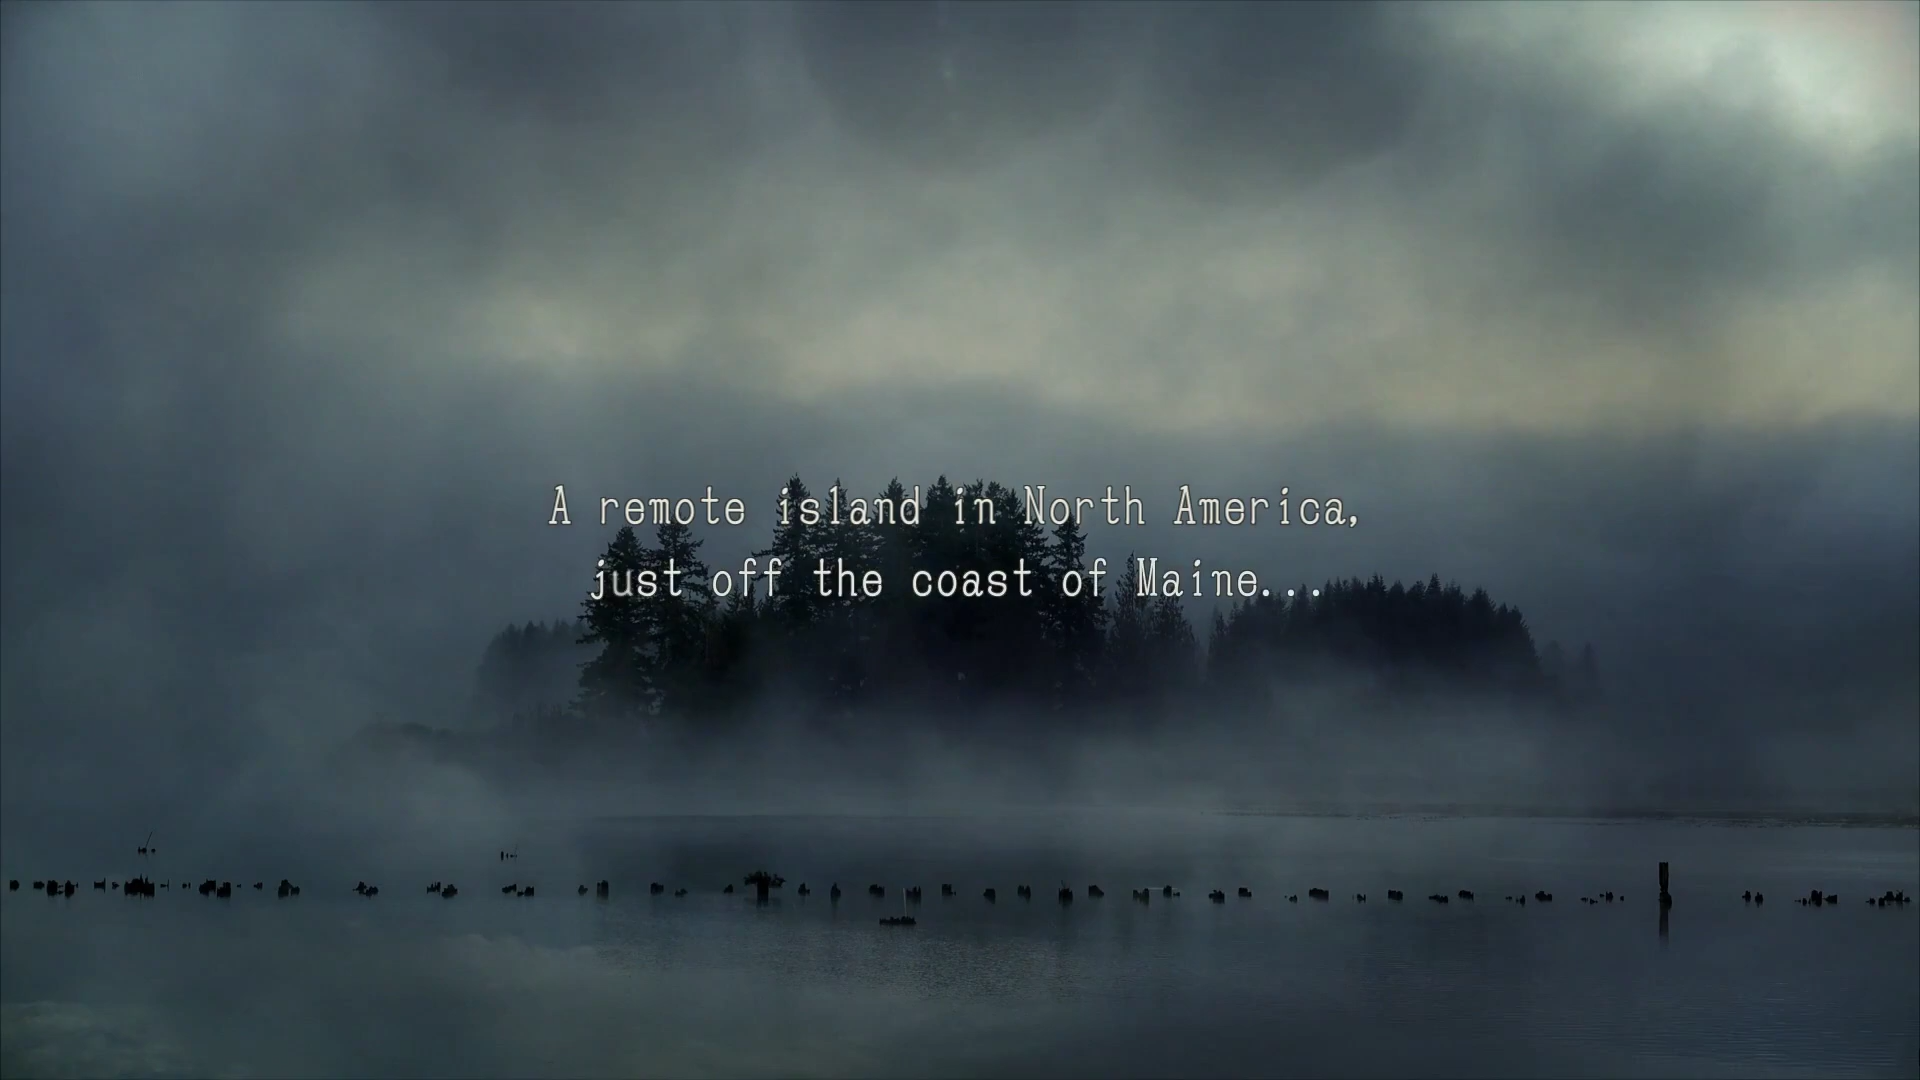 A remote island in North America,
just off the coast of Maine...